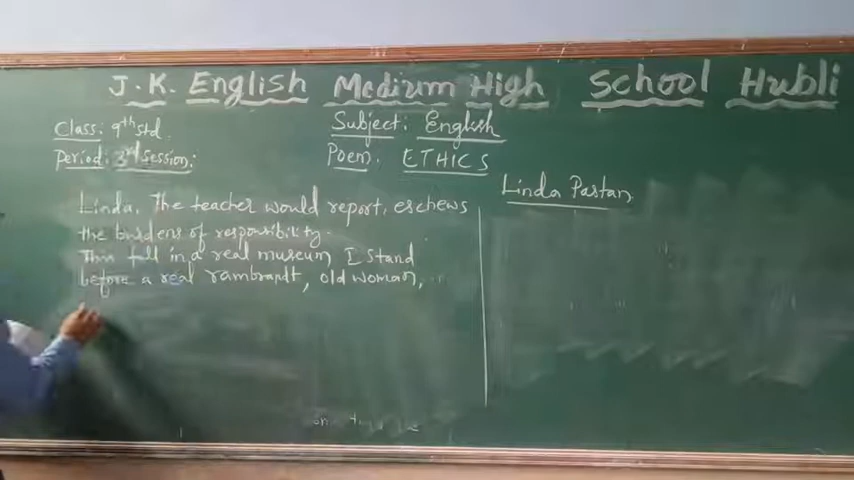 J.K. English Medium High School Hubli
Class: 9th std
Subject: English
Period: 3rd Session:
Poem: ETHICS
Linda Pastan
Linda, The teacher would report, eschews
the burdens of responsibility.
This fall in a real museum I stand
before a real rambrandt, old woman,